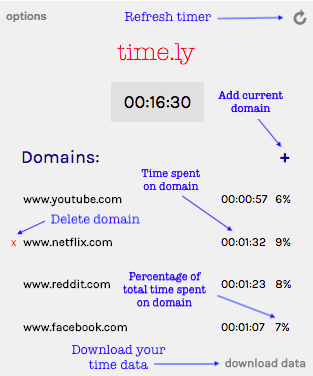 options
Refresh timer
time.ly
00:16:30
Add current
domain
Domains:
+
Time spent
on domain
www.youtube.com 00:00:57 6%
Delete domain
x www.netflix.com 00:01:32 9%
Percentage of
total time spent
on domain
www.reddit.com 00:01:23 8%
www.facebook.com 00:01:07 7%
Download your
time data
download data